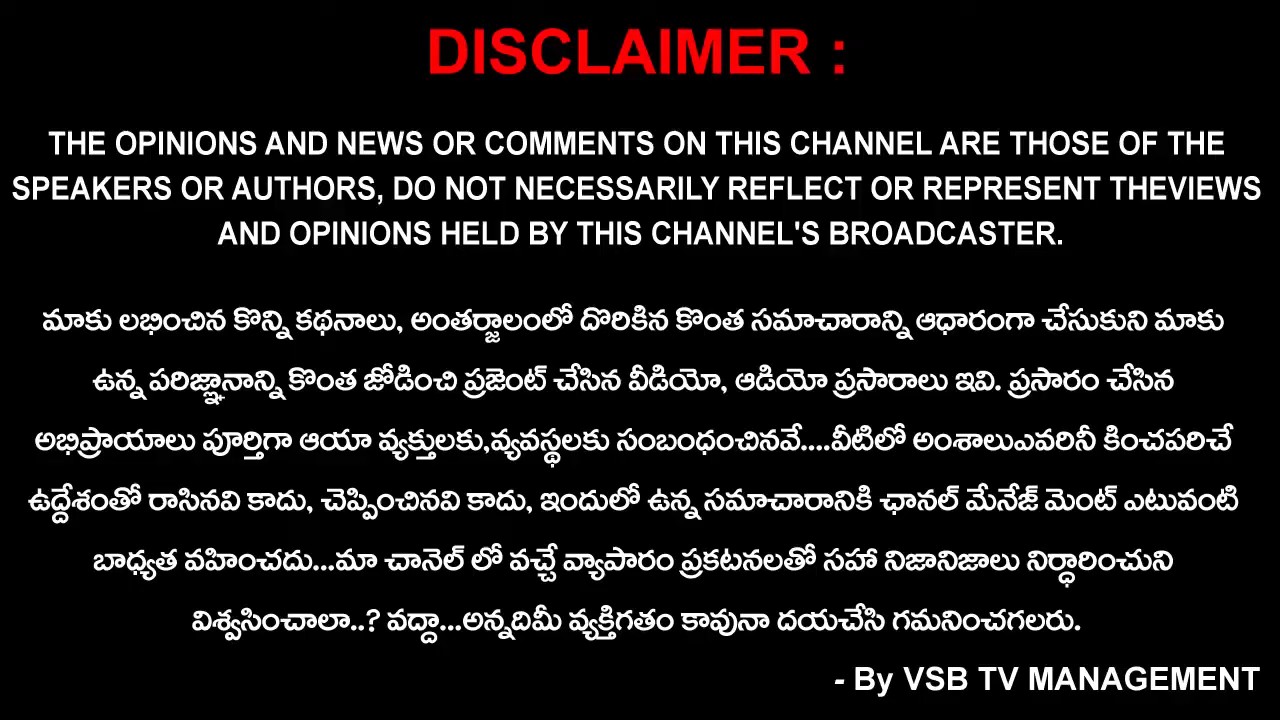 DISCLAIMER :
THE OPINIONS AND NEWS OR COMMENTS ON THIS CHANNEL ARE THOSE OF THE
SPEAKERS OR AUTHORS, DO NOT NECESSARILY REFLECT OR REPRESENT THEVIEWS
AND OPINIONS HELD BY THIS CHANNEL'S BROADCASTER.
మాకు లభించిన కొన్ని కథనాలు, అంతర్జాలంలో దొరికిన కొంత సమాచారాన్ని ఆధారంగా చేసుకుని మాకు
ఉన్న పరిజ్ఞానాన్ని కొంత జోడించి ప్రజెంట్ చేసిన వీడియో, ఆడియో ప్రసారాలు ఇవి. ప్రసారం చేసిన
అభిప్రాయాలు పూర్తిగా ఆయా వ్యక్తులకు,వ్యవస్థలకు సంబంధంచినవే....వీటిలో అంశాలుఎవరినీ కించపరిచే
ఉద్దేశంతో రాసినవి కాదు, చెప్పించినవి కాదు, ఇందులో ఉన్న సమాచారానికి ఛానల్ మేనేజ్ మెంట్ ఎటువంటి
బాధ్యత వహించదు...మా చానెల్ లో వచ్చే వ్యాపారం ప్రకటనలతో సహా నిజానిజాలు నిర్ధారించుని
విశ్వసించాలా..? వద్దా...అన్నదిమీ వ్యక్తిగతం కావునా దయచేసి గమనించగలరు.
- By VSB TV MANAGEMENT